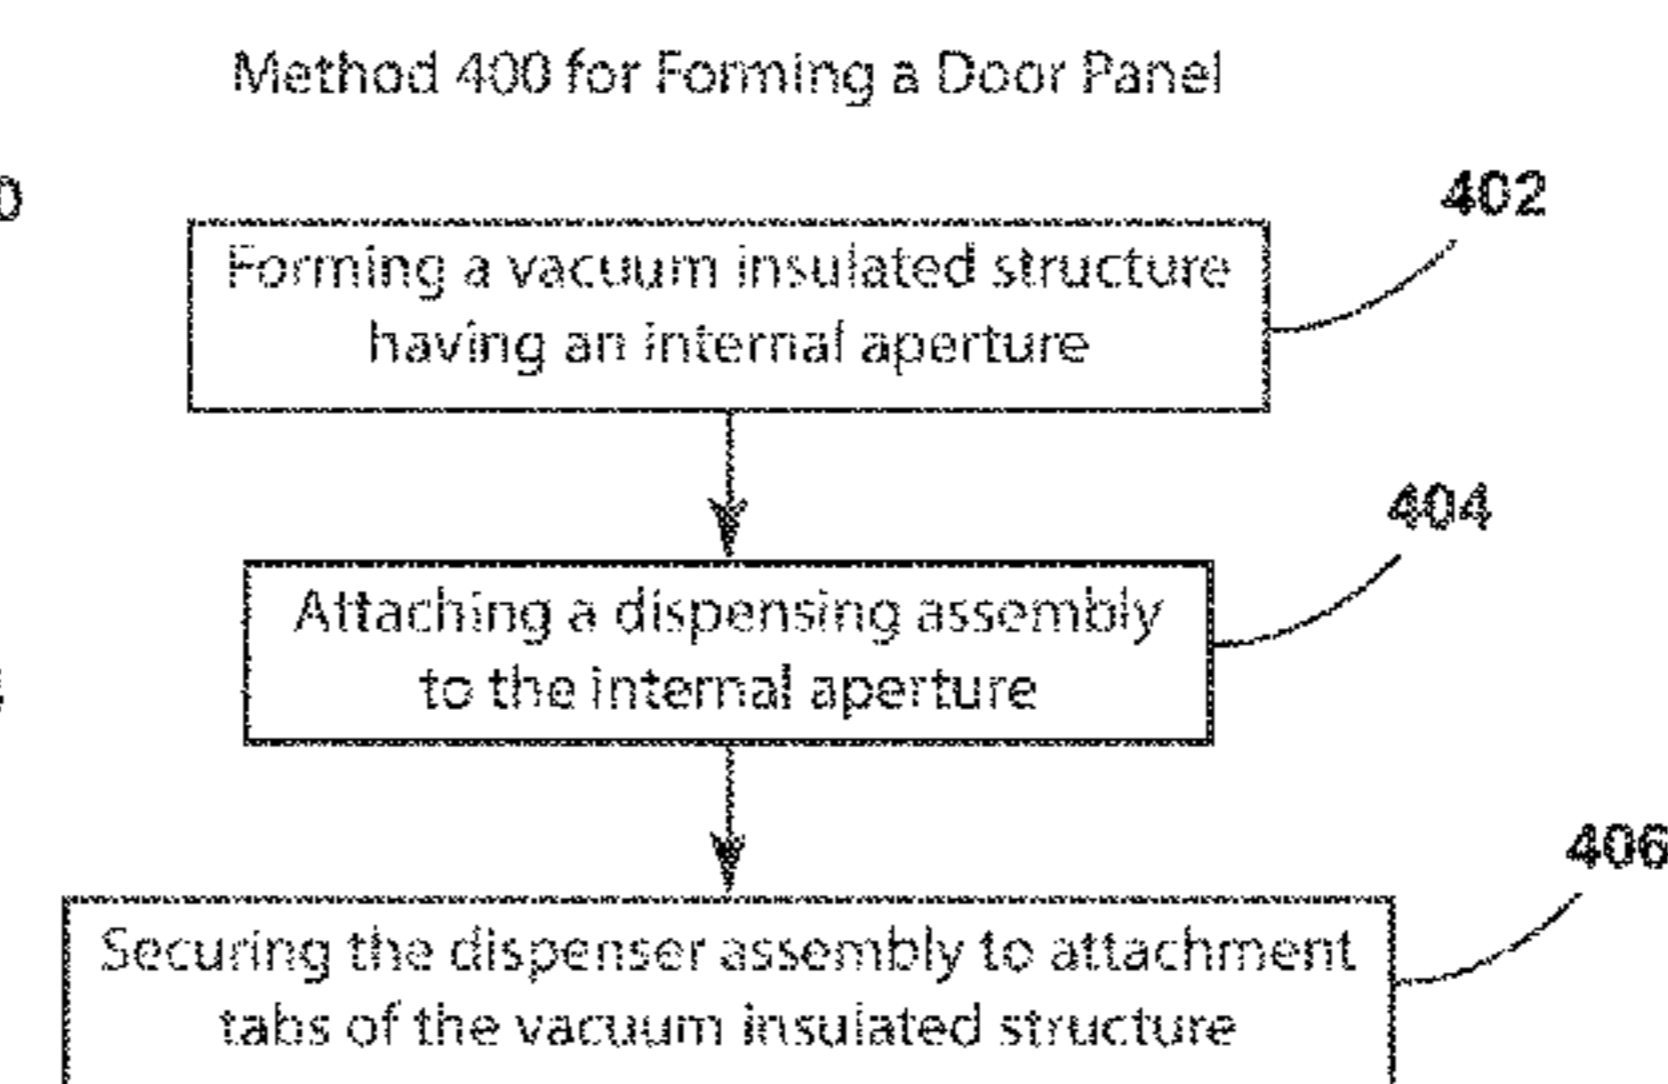 Method 400 for Forming a Door Panel
402
Forming a vacuum insulated structure
having an internal aperture
404
Attaching a dispensing assembly
to the internal aperture
406
Securing the dispenser assembly to attachment
tabs of the vacuum insulated structure